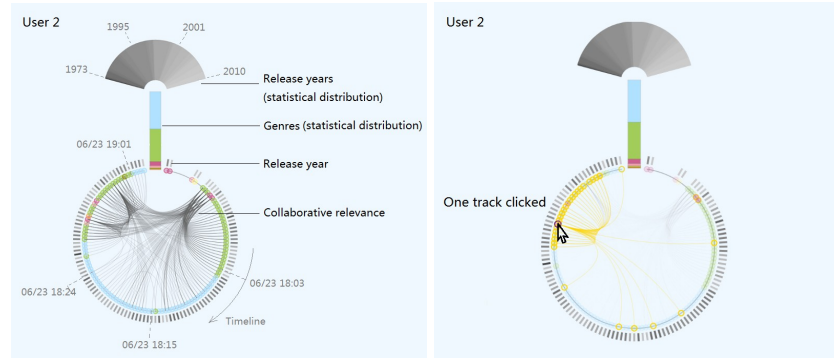 User 2
1995
2001
1973
2010
Release years
(statistical distribution)
Genres (statistical distribution)
06/23 19:01
Release year
Collaborative relevance
06/23 18:03
06/23 18:24
Timeline
06/23 18:15
User 2
One track clicked